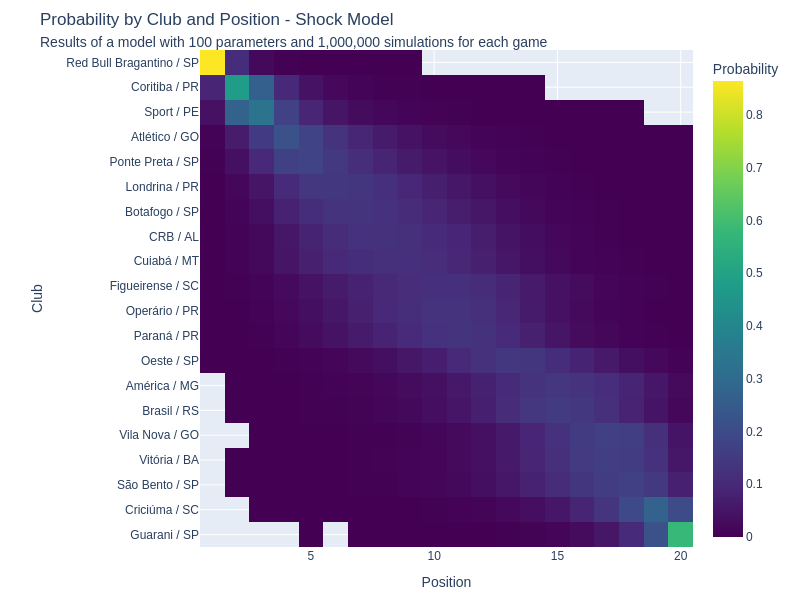 Probability by Club and Position - Shock Model
Results of a model with 100 parameters and 1,000,000 simulations for each game
Probability
Red Bull Bragantino / SP
Coritiba / PR
Sport / PE
Atlético / GO
Ponte Preta / SP
Londrina / PR
Botafogo / SP
CRB / AL
Cuiabá / MT
Figueirense / SC
Operário / PR
Paraná / PR
Oeste / SP
América / MG
Brasil / RS
Vila Nova / GO
Vitória / BA
São Bento / SP
Criciúma / SC
Guarani / SP
Club
5
10
15
20
Position
0.8
0.7
0.6
0.5
0.4
0.3
0.2
0.1
0